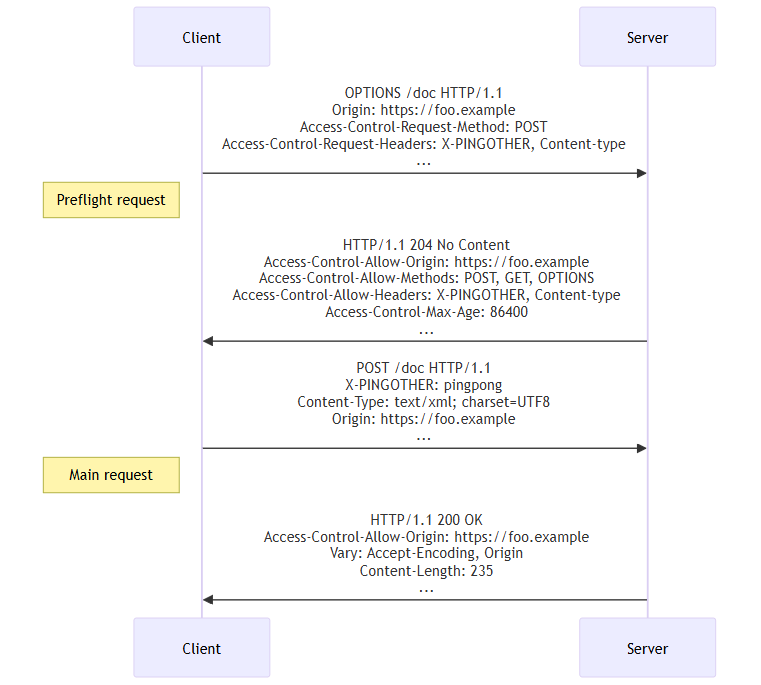 Client
Server
OPTIONS /doc HTTP/1.1
Origin: https://foo.example
Access-Control-Request-Method: POST
Access-Control-Request-Headers: X-PINGOTHER, Content-type
...
Preflight request
HTTP/1.1 204 No Content
Access-Control-Allow-Origin: https://foo.example
Access-Control-Allow-Methods: POST, GET, OPTIONS
Access-Control-Allow-Headers: X-PINGOTHER, Content-type
Access-Control-Max-Age: 86400
...
POST /doc HTTP/1.1
X-PINGOTHER: pingpong
Content-Type: text/xml; charset=UTF8
Origin: https://foo.example
...
Main request
HTTP/1.1 200 OK
Access-Control-Allow-Origin: https://foo.example
Vary: Accept-Encoding, Origin
Content-Length: 235
...
Client
Server